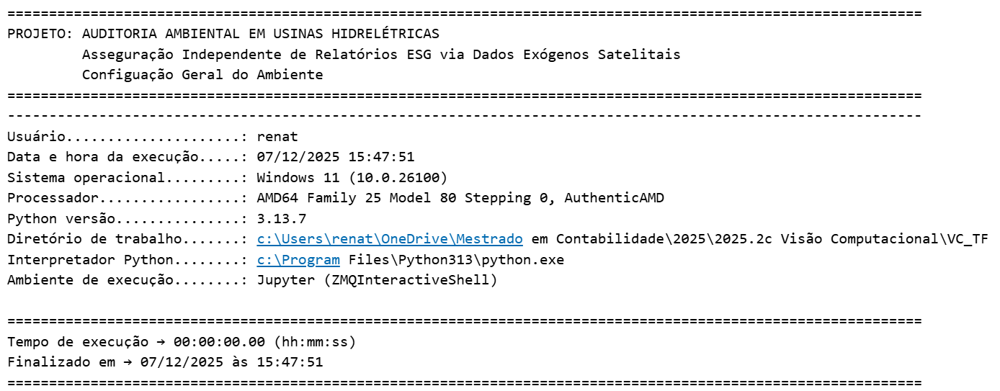 ==============================================================================================================
PROJETO: AUDITORIA AMBIENTAL EM USINAS HIDRELÉTRICAS
         Asseguração Independente de Relatórios ESG via Dados Exógenos Satelitais
         Configuação Geral do Ambiente
==============================================================================================================
--------------------------------------------------------------------------------------------------------------
Usuário.....................: renat
Data e hora da execução.....: 07/12/2025 15:47:51
Sistema operacional.........: Windows 11 (10.0.26100)
Processador.................: AMD64 Family 25 Model 80 Stepping 0, AuthenticAMD
Python versão...............: 3.13.7
Diretório de trabalho.......: c:\Users\renat\OneDrive\Mestrado em Contabilidade\2025\2025.2c Visão Computacional\VC_TF
Interpretador Python........: c:\Program Files\Python313\python.exe
Ambiente de execução........: Jupyter (ZMQInteractiveShell)

==============================================================================================================
Tempo de execução → 00:00:00.00 (hh:mm:ss)
Finalizado em → 07/12/2025 às 15:47:51
==============================================================================================================